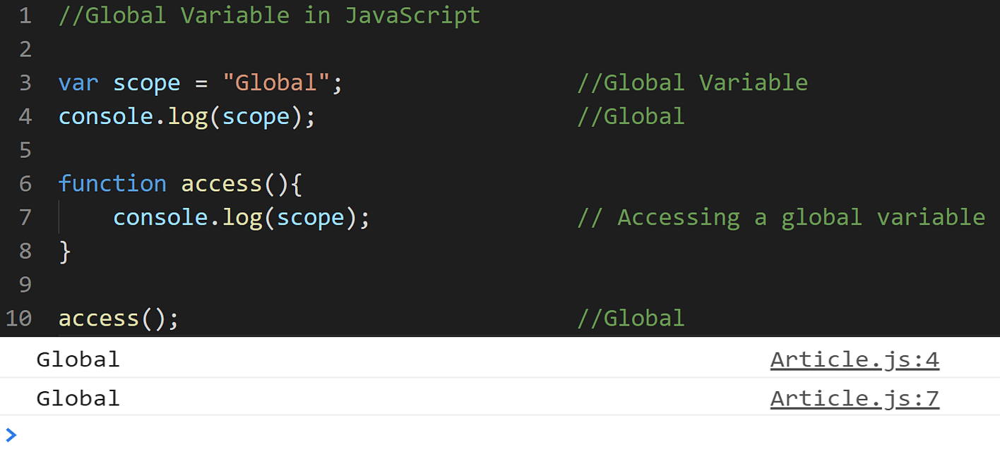 1 //Global Variable in JavaScript
2
3 var scope = "Global"; //Global Variable
4 console.log(scope); //Global
5
6 function access(){
7 console.log(scope); // Accessing a global variable
8 }
9
10 access(); //Global
Global Article.js:4
Global Article.js:7
>